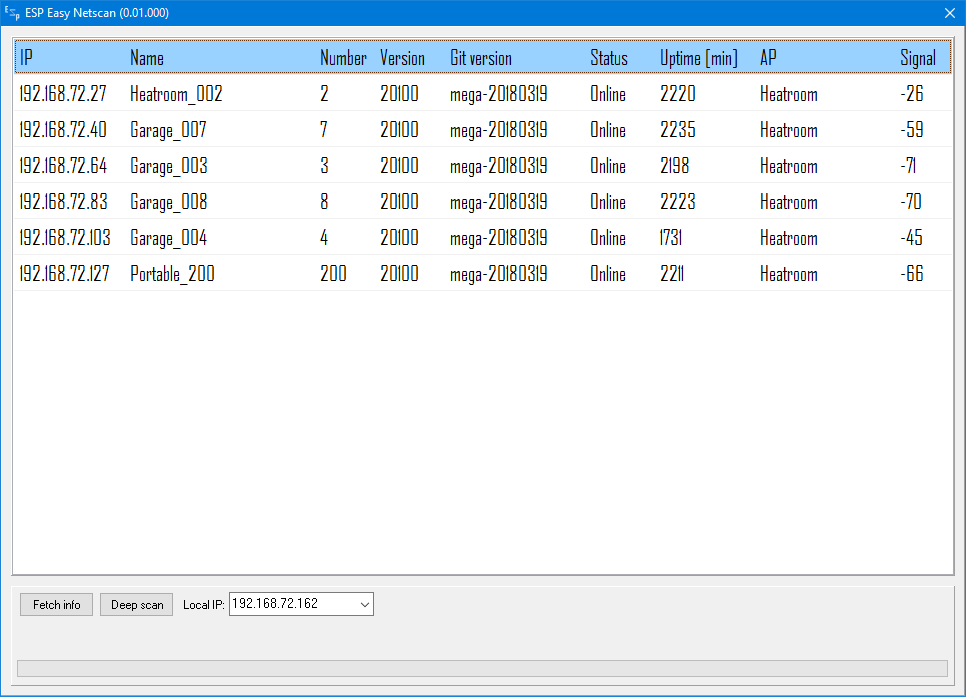 ESP Easy Netscan (0.01.000)
IP Name Number Version Git version Status Uptime [min] AP Signal
192.168.72.27 Heatroom_002 2 20100 mega-20180319 Online 2220 Heatroom -26
192.168.72.40 Garage_007 7 20100 mega-20180319 Online 2235 Heatroom -59
192.168.72.64 Garage_003 3 20100 mega-20180319 Online 2198 Heatroom -71
192.168.72.83 Garage_008 8 20100 mega-20180319 Online 2223 Heatroom -70
192.168.72.103 Garage_004 4 20100 mega-20180319 Online 1731 Heatroom -45
192.168.72.127 Portable_200 200 20100 mega-20180319 Online 2211 Heatroom -66
Fetch info Deep scan Local IP: 192.168.72.162